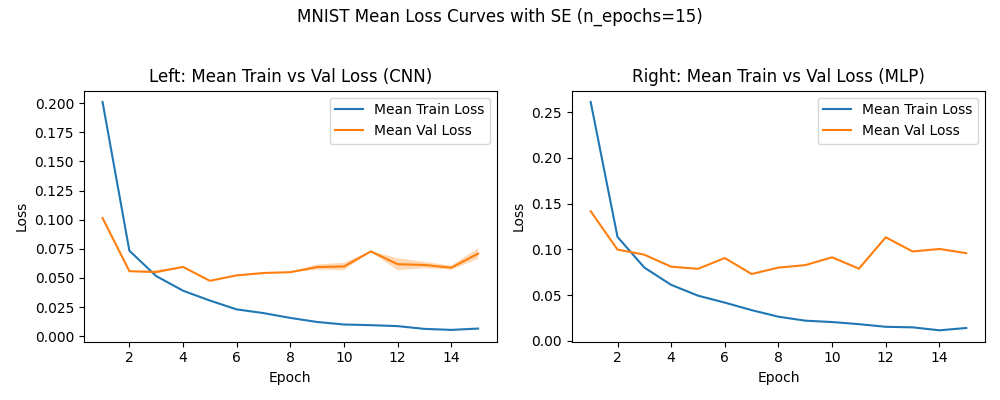 MNIST Mean Loss Curves with SE (n_epochs=15)
Left: Mean Train vs Val Loss (CNN)
Loss
0.200
0.175
0.150
0.125
0.100
0.075
0.050
0.025
0.000
Mean Train Loss
Mean Val Loss
2 4 6 8 10 12 14
Epoch
Right: Mean Train vs Val Loss (MLP)
Loss
0.25
0.20
0.15
0.10
0.05
0.00
Mean Train Loss
Mean Val Loss
2 4 6 8 10 12 14
Epoch